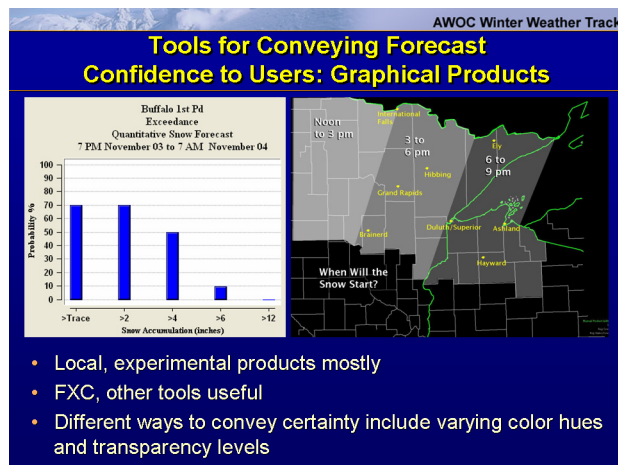 AWOC Winter Weather Track
Tools for Conveying Forecast
Confidence to Users: Graphical Products
Buffalo 1st Pd
Exceedance
Quantitative Snow Forecast
7 PM November 03 to 7 AM November 04
100
90
80
70
60
50
40
30
20
10
0
Probability %
>Trace >2 >4 >6 >12
Snow Accumulation (inches)
Noon
to 3 pm
International
Falls
3 to
6 pm
Ely
6 to
9 pm
Hibbing
Grand Rapids
Brainerd
Duluth/Superior
Ashland
Hayward
When Will the
Snow Start?
• Local, experimental products mostly
• FXC, other tools useful
• Different ways to convey certainty include varying color hues
and transparency levels